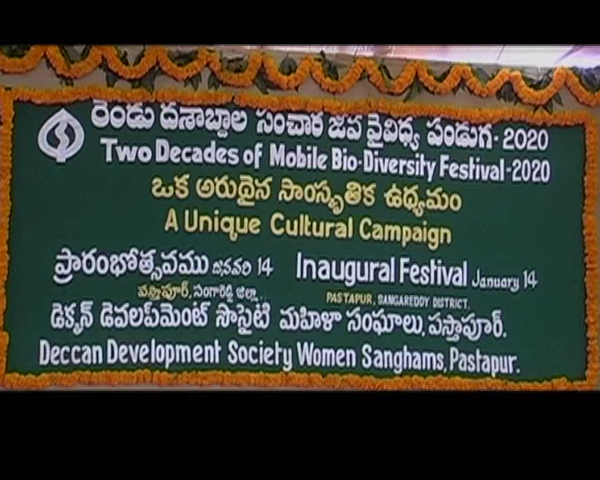 రెండు దశాబ్దాల సంచార జీవ వైవిధ్య పండుగ-2020
Two Decades of Mobile Bio-Diversity Festival-2020
ఒక అరుదైన సాంస్కృతిక ఉద్యమం
A Unique Cultural Campaign
ప్రారంభోత్సవము జనవరి 14 Inaugural Festival January 14
పస్తాపూర్, సంగారెడ్డి జిల్లా. PASTAPUR, SANGAREDDY DISTRICT.
డెక్కన్ డెవలప్‌మెంట్ సొసైటీ మహిళా సంఘాలు, పస్తాపూర్.
Deccan Development Society Women Sanghams, Pastapur.